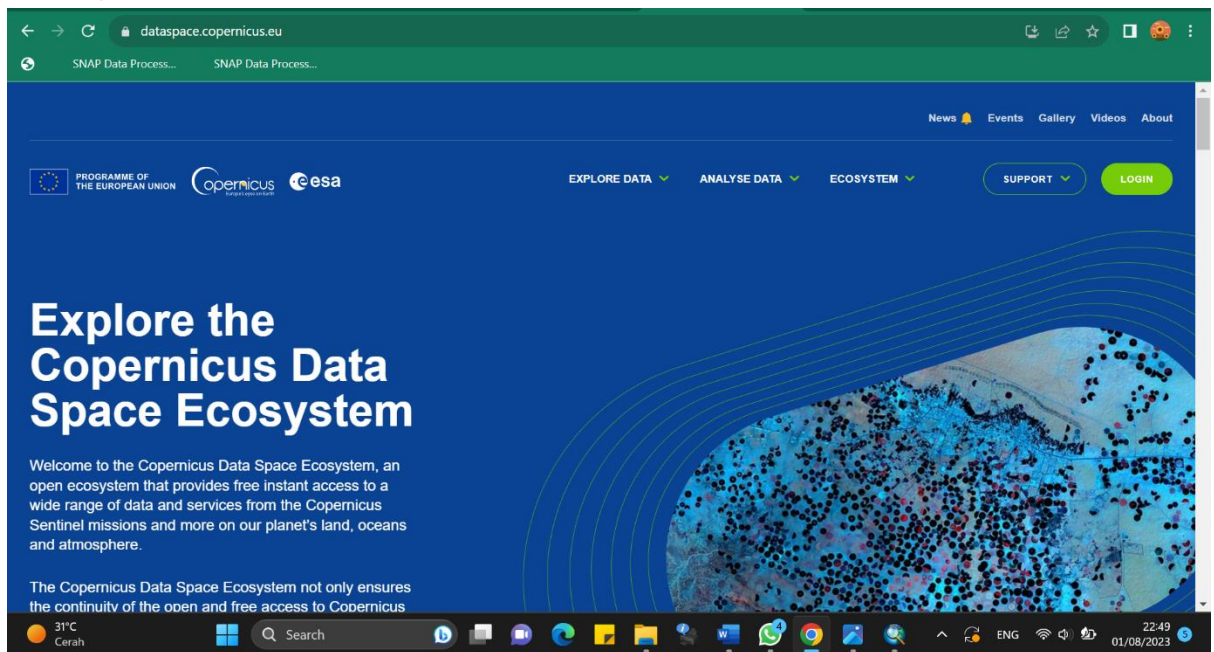 dataspace.copernicus.eu
SNAP Data Process... SNAP Data Process...
News Events Gallery Videos About
PROGRAMME OF
THE EUROPEAN UNION
Copernicus
Europe's eyes on Earth
esa
EXPLORE DATA ANALYSE DATA ECOSYSTEM SUPPORT LOGIN
Explore the
Copernicus Data
Space Ecosystem
Welcome to the Copernicus Data Space Ecosystem, an
open ecosystem that provides free instant access to a
wide range of data and services from the Copernicus
Sentinel missions and more on our planet's land, oceans
and atmosphere.
The Copernicus Data Space Ecosystem not only ensures
the continuity of the open and free access to Copernicus
31°C
Cerah
Search
4
ENG
22:49
01/08/2023
5